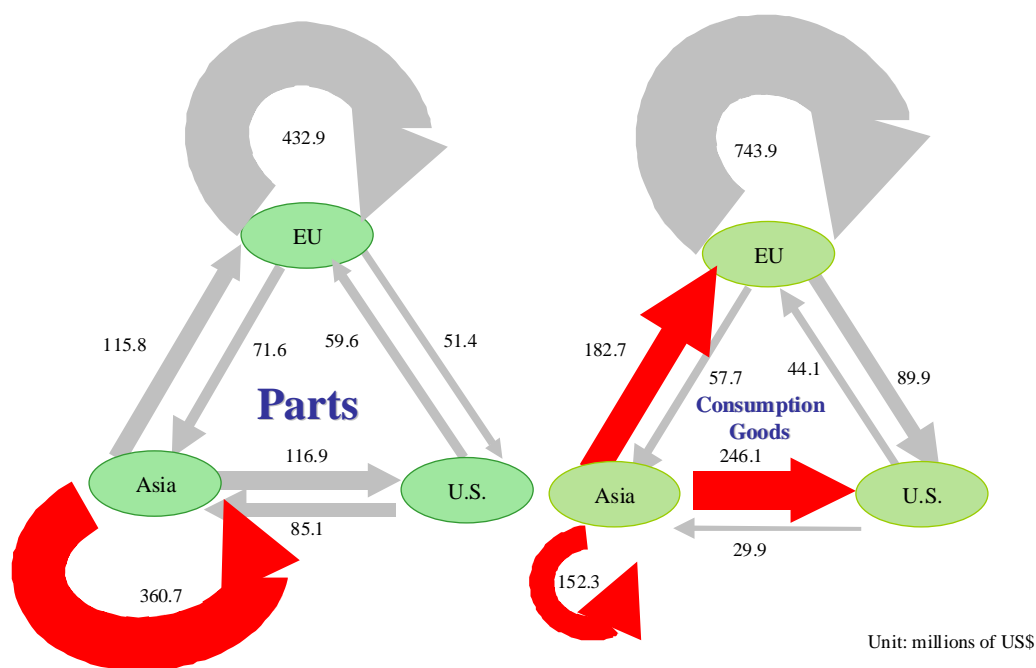 432.9
EU
115.8
71.6
59.6
51.4
Parts
Asia
116.9
U.S.
85.1
360.7
743.9
EU
182.7
57.7
44.1
89.9
Consumption
Goods
246.1
Asia
U.S.
29.9
152.3
Unit: millions of US$